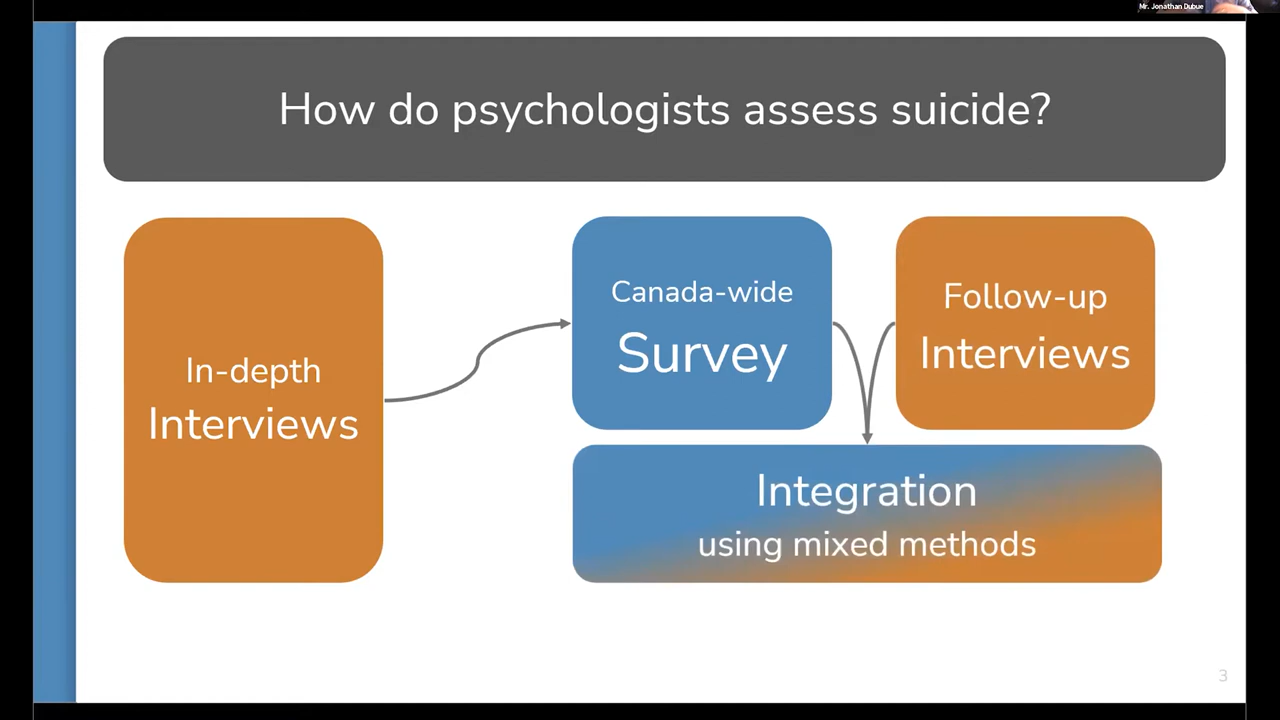 Mr. Jonathan Dubue
How do psychologists assess suicide?
In-depth
Interviews
Canada-wide
Survey
Follow-up
Interviews
Integration
using mixed methods
3